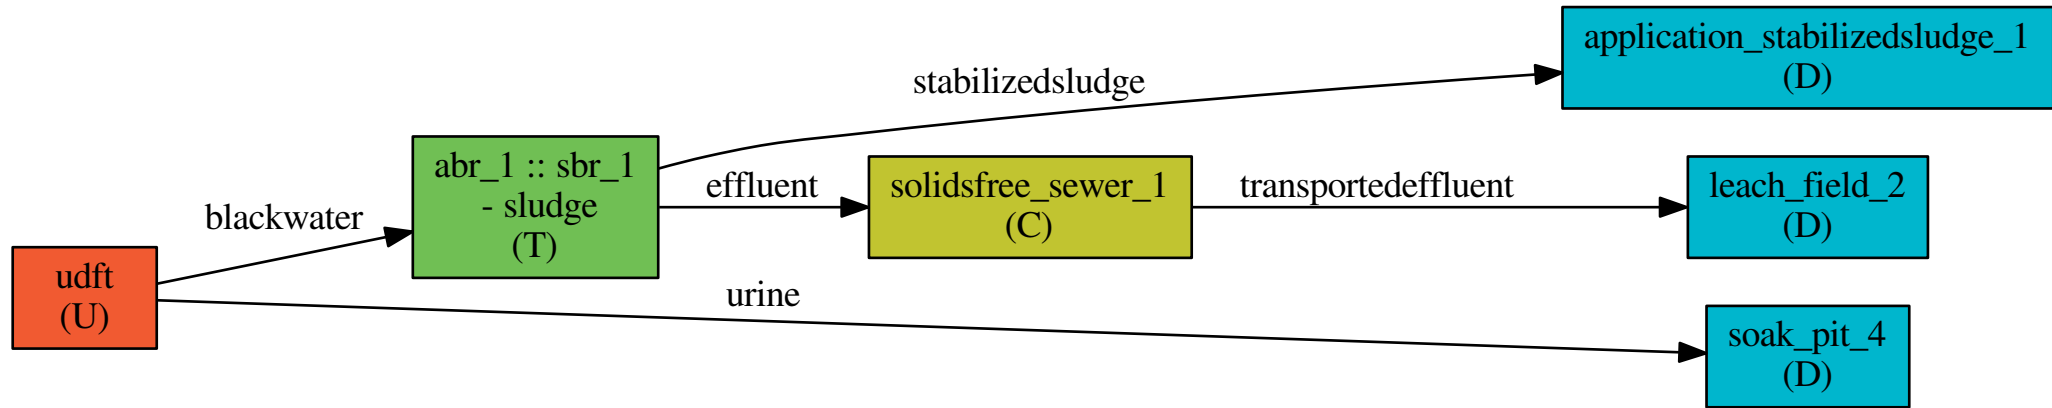 application_stabilizedsludge_1
(D)
stabilizedsludge
abr_1 :: sbr_1
- sludge
(T)
effluent
solidsfree_sewer_1
(C)
transportedeffluent
leach_field_2
(D)
blackwater
udft
(U)
urine
soak_pit_4
(D)